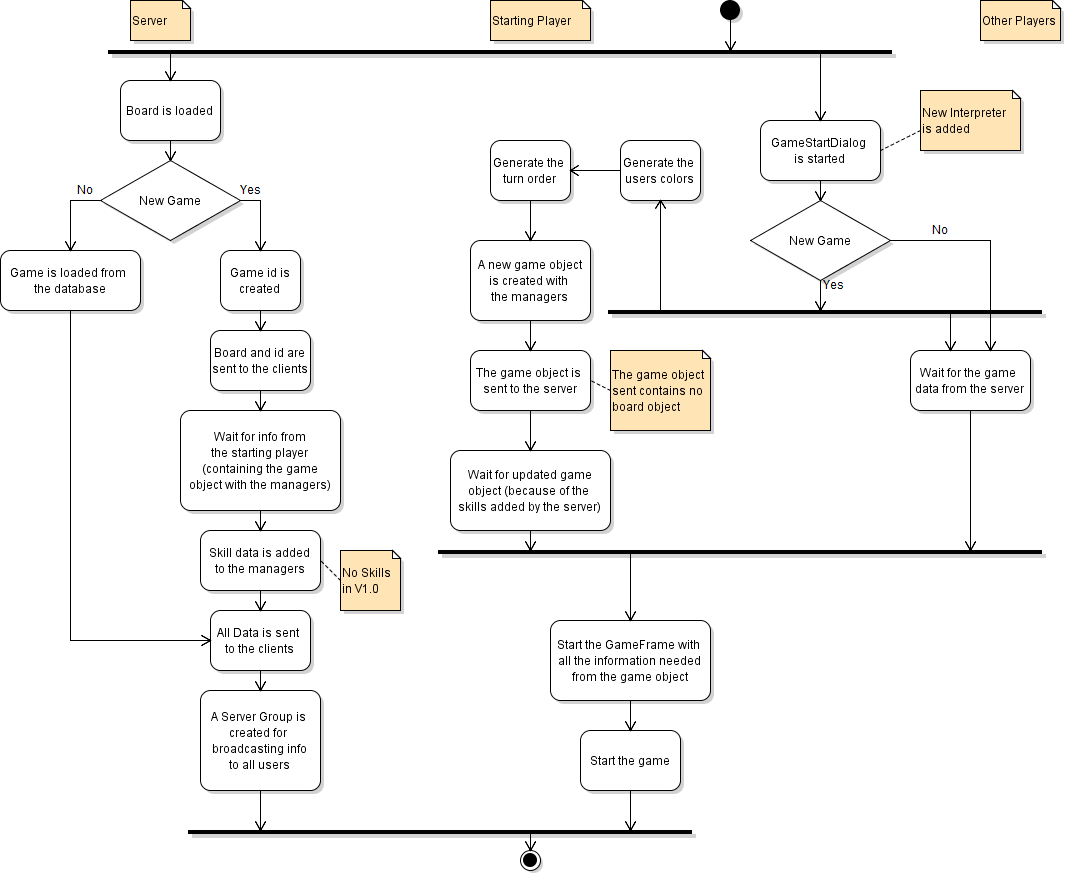 Server
Starting Player
Other Players
Board is loaded
New Game
No
Yes
Game is loaded from
the database
Game id is
created
Board and id are
sent to the clients
Wait for info from
the starting player
(containing the game
object with the managers)
Skill data is added
to the managers
No Skills
in V1.0
All Data is sent
to the clients
A Server Group is
created for
broadcasting info
to all users
Generate the
turn order
Generate the
users colors
A new game object
is created with
the managers
The game object is
sent to the server
The game object
sent contains no
board object
Wait for updated game
object (because of the
skills added by the server)
GameStartDialog
is started
New Interpreter
is added
New Game
No
Yes
Wait for the game
data from the server
Start the GameFrame with
all the information needed
from the game object
Start the game